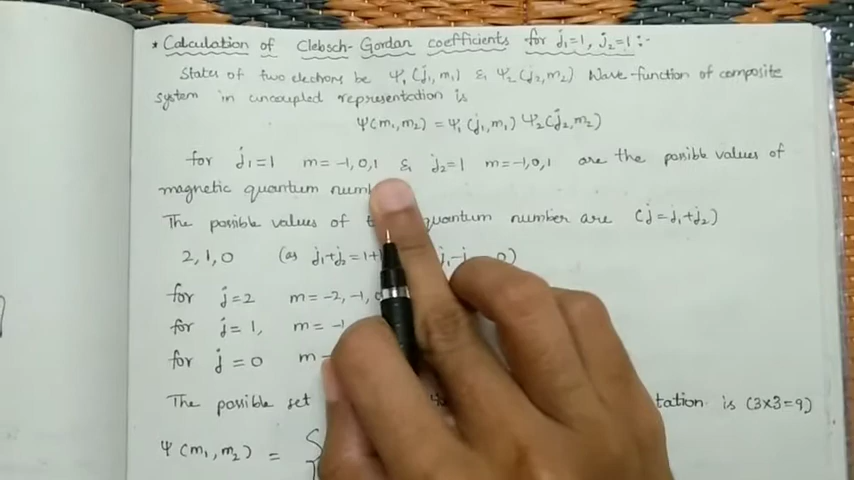 * Calculation of Clebsch-Gordan coefficients for j₁=1, j₂=1:-
States of two electrons be Ψ₁(j₁,m₁) & Ψ₂(j₂,m₂) Wave-function of composite
system in uncoupled representation is
Ψ(m₁,m₂) = Ψ₁(j₁,m₁) Ψ₂(j₂,m₂)
for j₁=1 m=-1,0,1 & j₂=1 m=-1,0,1 are the possible values of
magnetic quantum
The possible values of quantum number are (j=j₁+j₂)
2,1,0 (as j₁+j₂=1+
for j=2 m=-2,-1,
for j=1, m=-1
for j=0 m
The possible set is (3×3=9)
Ψ(m₁,m₂) =